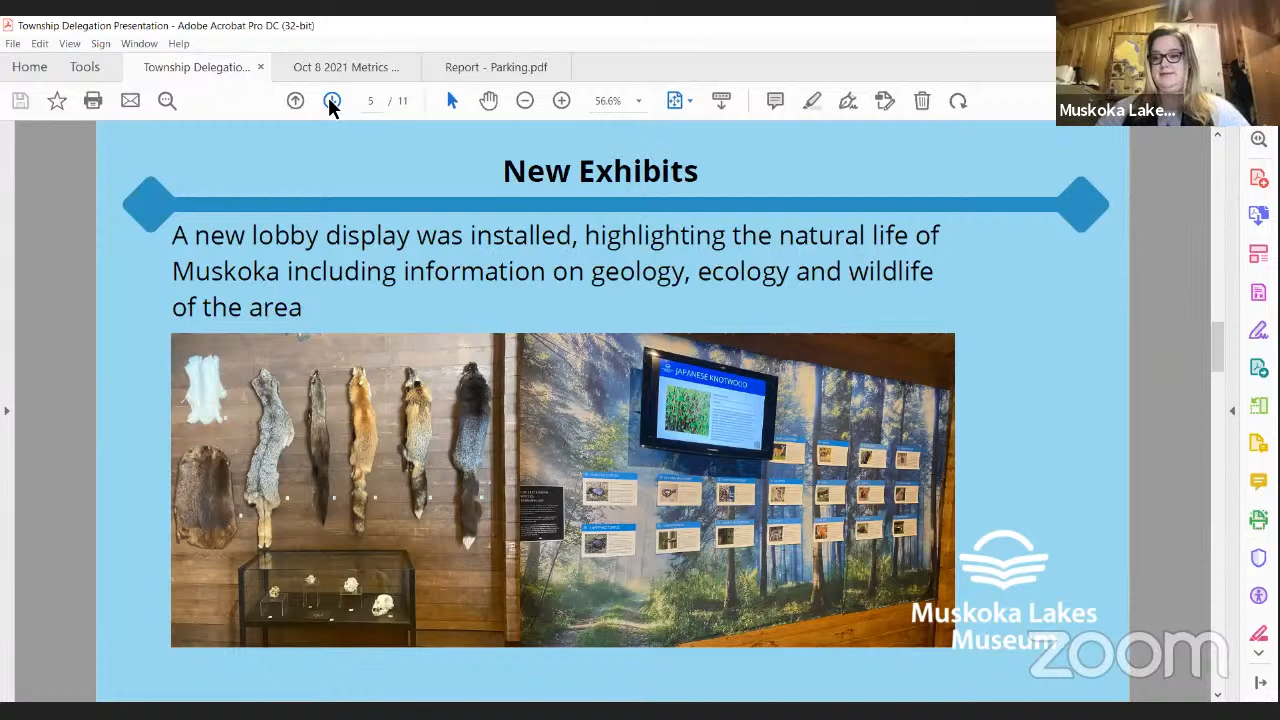 Township Delegation Presentation - Adobe Acrobat Pro DC (32-bit)
File Edit View Sign Window Help
Home Tools Township Delegatio... × Oct 8 2021 Metrics ... Report - Parking.pdf
5 / 11 56.6%
Muskoka Lake...
New Exhibits
A new lobby display was installed, highlighting the natural life of
Muskoka including information on geology, ecology and wildlife
of the area
JAPANESE KNOTWOOD
Muskoka Lakes
Museum
zoom